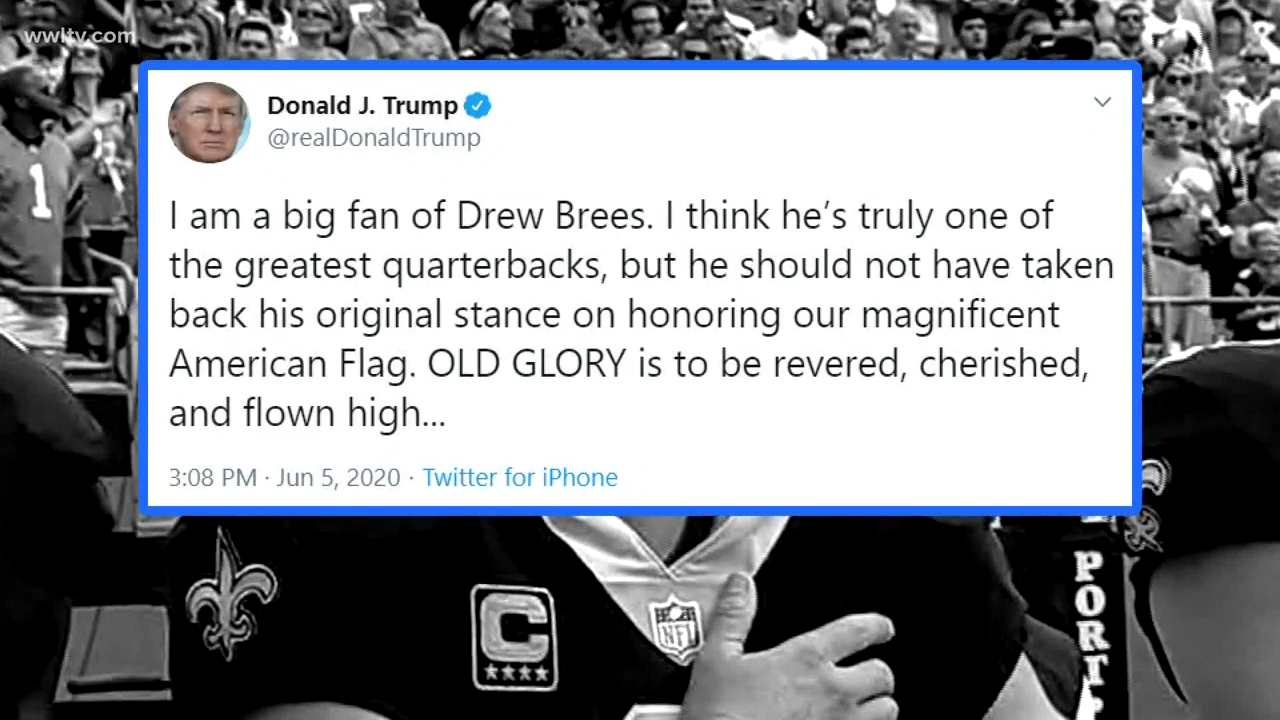 wwltv.com
Donald J. Trump
@realDonaldTrump
I am a big fan of Drew Brees. I think he’s truly one of
the greatest quarterbacks, but he should not have taken
back his original stance on honoring our magnificent
American Flag. OLD GLORY is to be revered, cherished,
and flown high...
3:08 PM · Jun 5, 2020 · Twitter for iPhone
1
C
NFL
PORT